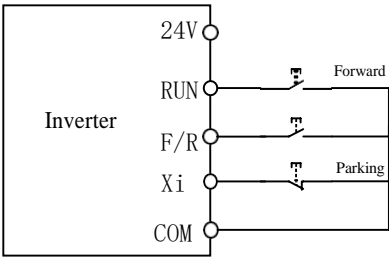 24V
RUN
Forward
Inverter
F/R
Xi
Parking
COM